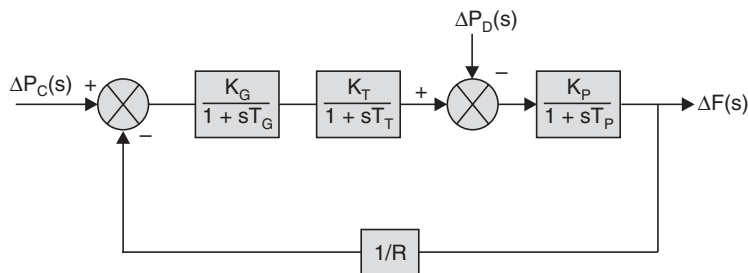 ΔP_D(s)
ΔP_C(s) + − 
K_G
1 + sT_G
K_T
1 + sT_T
+ −
K_P
1 + sT_P
ΔF(s)
1/R